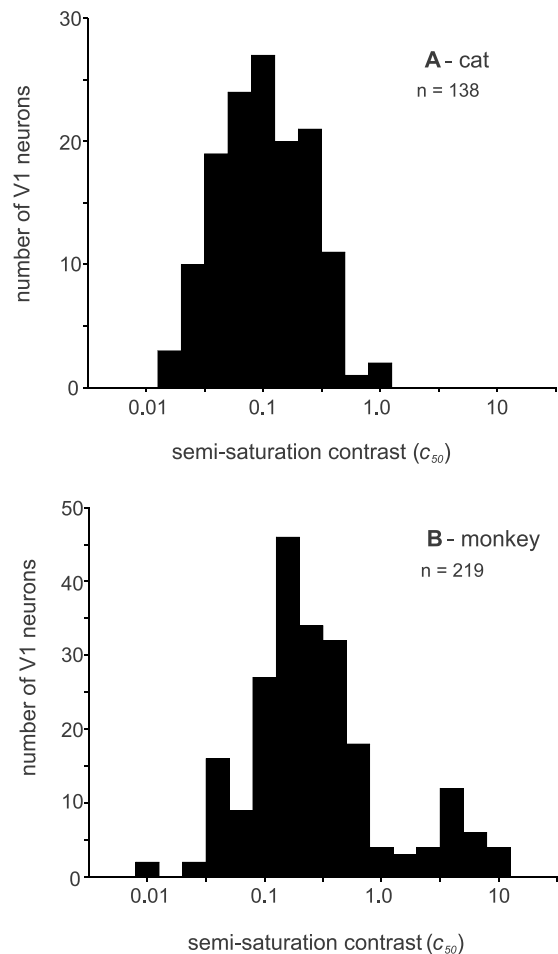 30
A - cat
n = 138
20
number of V1 neurons
10
0
0.01 0.1 1.0 10
semi-saturation contrast (c50)
50
B - monkey
n = 219
40
30
number of V1 neurons
20
10
0
0.01 0.1 1.0 10
semi-saturation contrast (c50)